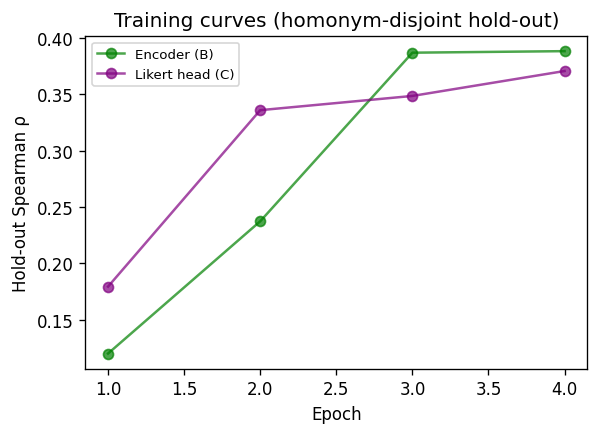 Training curves (homonym-disjoint hold-out)
Encoder (B)
Likert head (C)
Hold-out Spearman ρ
0.40
0.35
0.30
0.25
0.20
0.15
1.0 1.5 2.0 2.5 3.0 3.5 4.0
Epoch